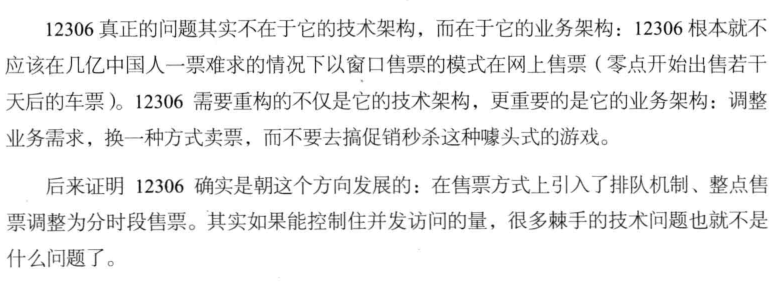 12306 真正的问题其实不在于它的技术架构，而在于它的业务架构：12306 根本就不
应该在几亿中国人一票难求的情况下以窗口售票的模式在网上售票（零点开始出售若干
天后的车票）。12306 需要重构的不仅是它的技术架构，更重要的是它的业务架构：调整
业务需求，换一种方式卖票，而不要去搞促销秒杀这种噱头式的游戏。
后来证明 12306 确实是朝这个方向发展的：在售票方式上引入了排队机制、整点售
票调整为分时段售票。其实如果能控制住并发访问的量，很多棘手的技术问题也就不是
什么问题了。